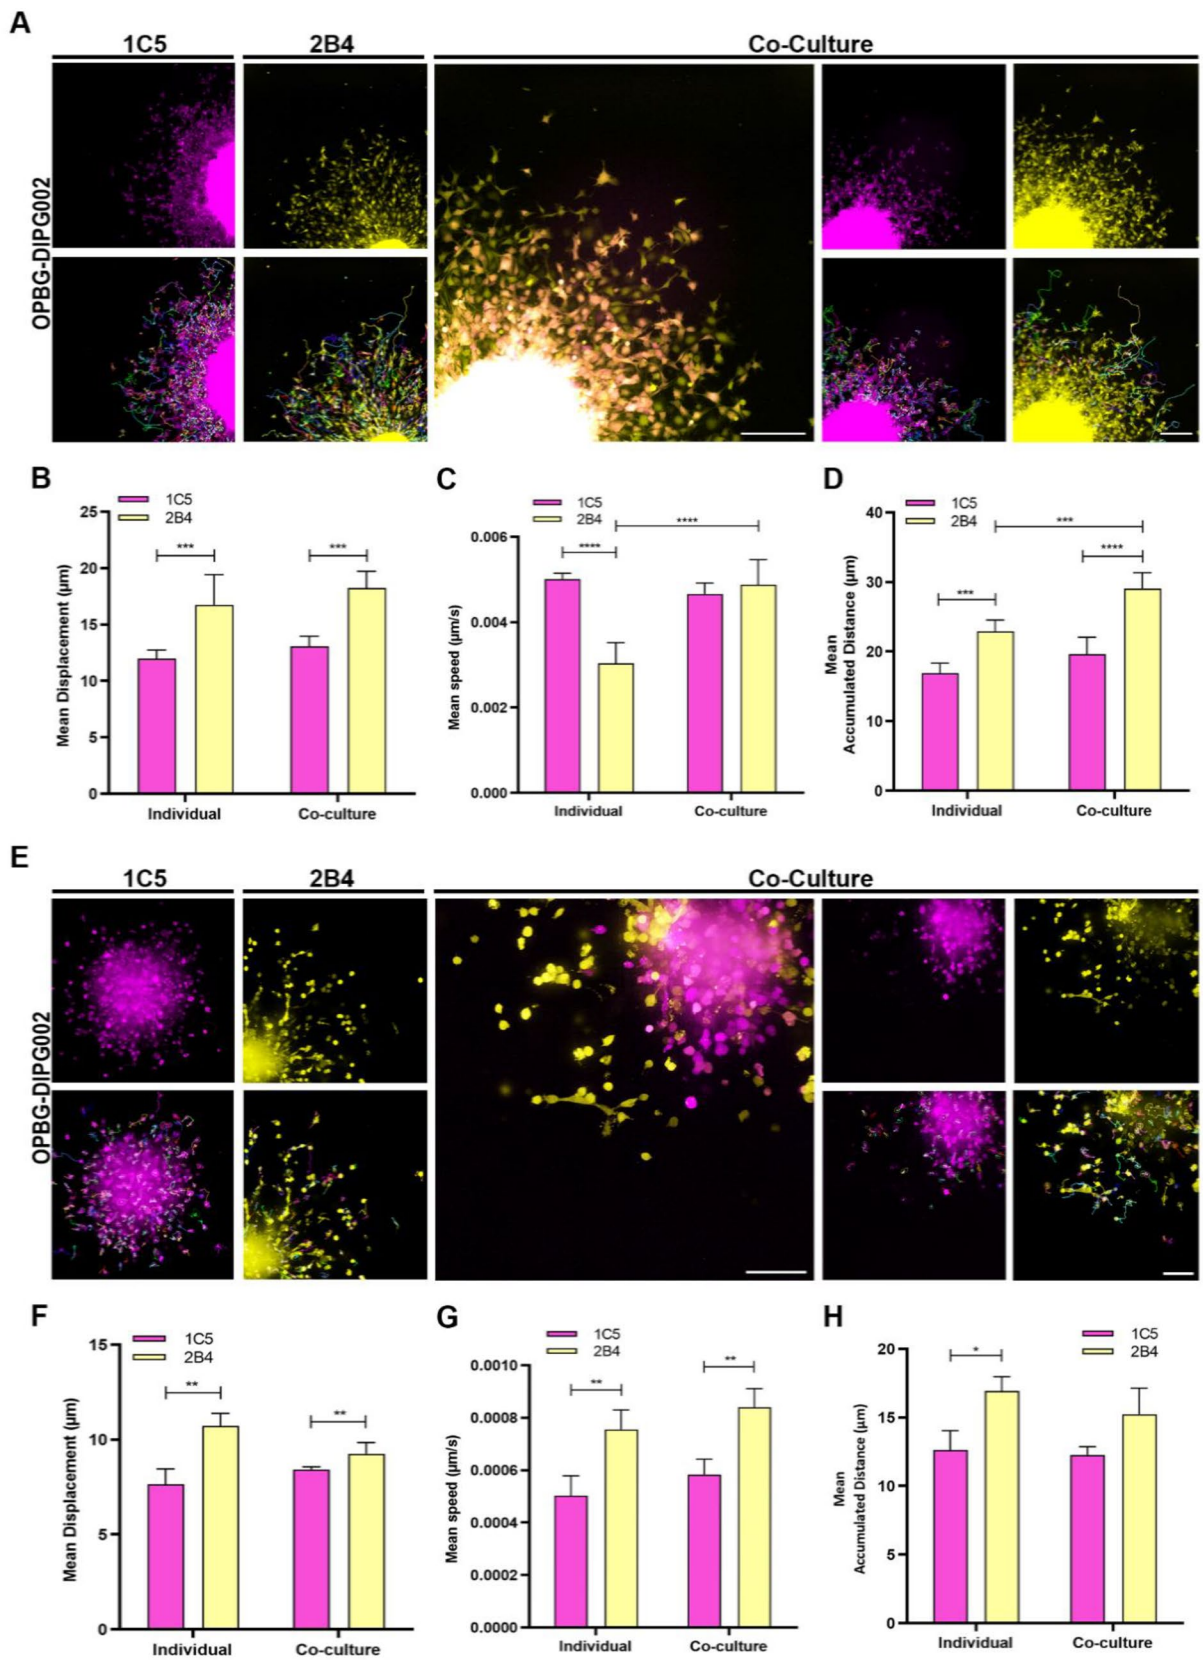 A
1C5 2B4 Co-Culture
OPBG-DIPG002
B
1C5
2B4
Mean Displacement (µm)
25
20
15
10
5
0
***
***
Individual Co-culture
C
1C5
2B4
Mean speed (µm/s)
0.006
0.004
0.002
0.000
****
****
Individual Co-culture
D
1C5
2B4
Mean
Accumulated Distance (µm)
40
30
20
10
0
***
***
****
Individual Co-culture
E
1C5 2B4 Co-Culture
OPBG-DIPG002
F
1C5
2B4
Mean Displacement (µm)
15
10
5
0
**
**
Individual Co-culture
G
1C5
2B4
Mean speed (µm/s)
0.0010
0.0008
0.0006
0.0004
0.0002
0.0000
**
**
Individual Co-culture
H
1C5
2B4
Mean
Accumulated Distance (µm)
20
15
10
5
0
*
Individual Co-culture